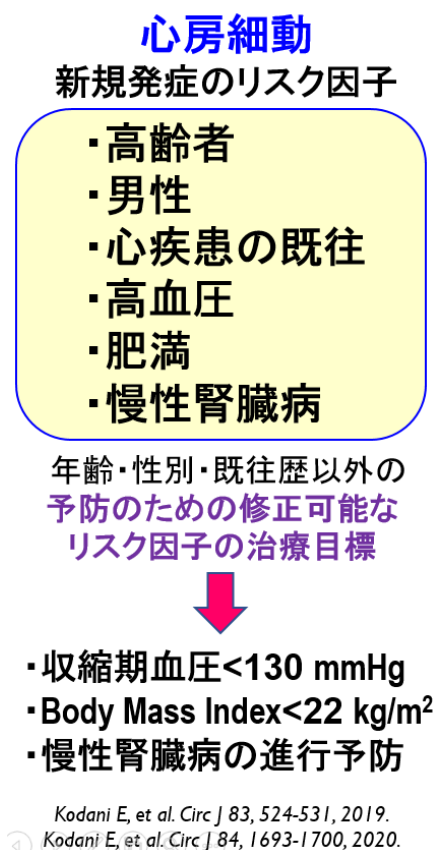 心房細動
新規発症のリスク因子
・高齢者
・男性
・心疾患の既往
・高血圧
・肥満
・慢性腎臓病
年齢・性別・既往歴以外の
予防のための修正可能な
リスク因子の治療目標
・収縮期血圧<130 mmHg
・Body Mass Index<22 kg/m²
・慢性腎臓病の進行予防
Kodani E, et al. Circ J 83, 524-531, 2019.
Kodani E, et al. Circ J 84, 1693-1700, 2020.